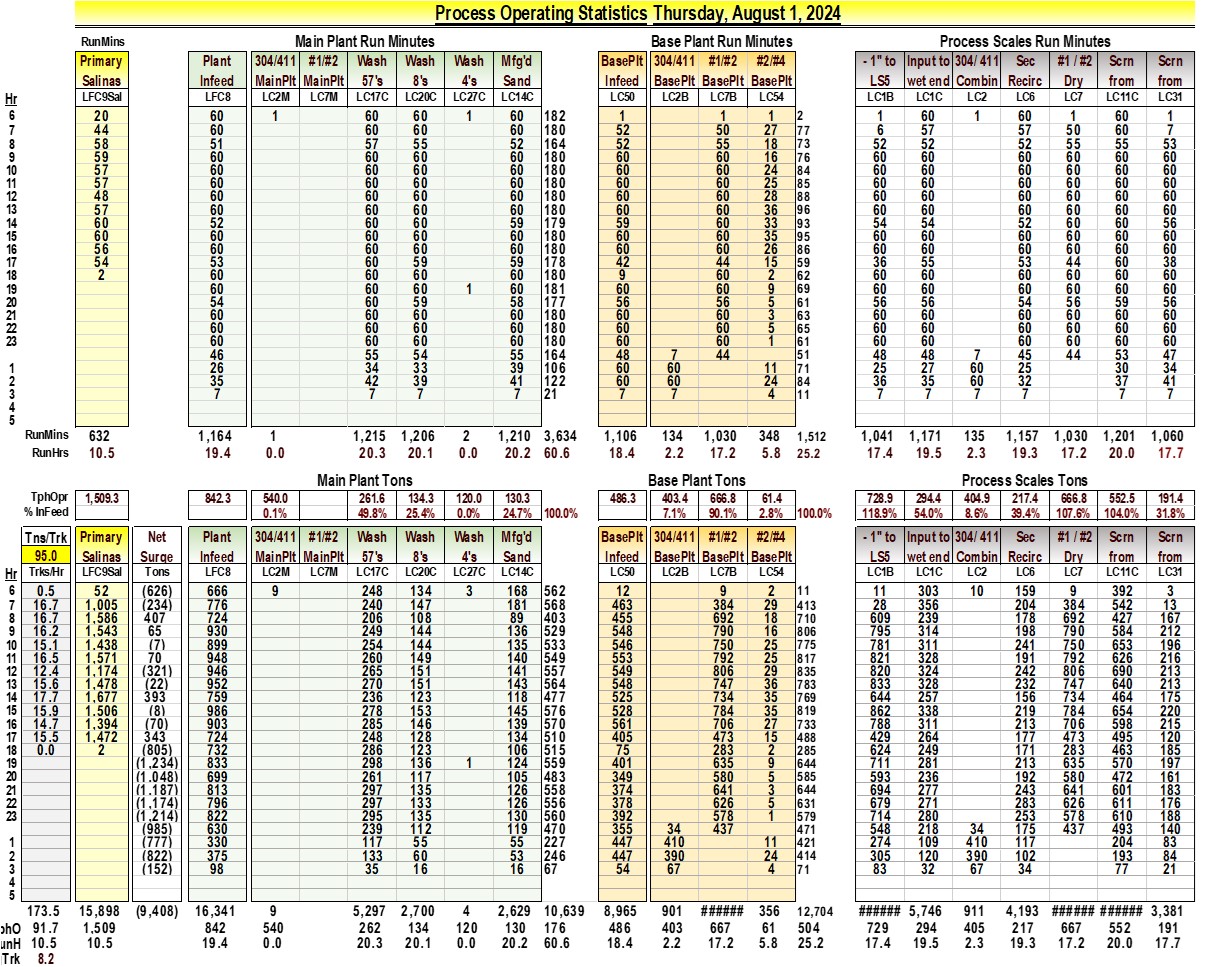 Process Operating Statistics Thursday, August 1, 2024
RunMins Main Plant Run Minutes Base Plant Run Minutes Process Scales Run Minutes
Primary Plant 304/411 #1/#2 Wash Wash Wash Mfg'd BasePlt 304/411 #1/#2 #2/#4 - 1" to Input to 304/ 411 Sec #1 / #2 Scrn Scrn
Salinas Infeed MainPlt MainPlt 57's 8's 4's Sand Infeed BasePlt BasePlt BasePlt LS5 wet end Combin Recirc Dry from from
Hr LFC9Sal LFC8 LC2M LC7M LC17C LC20C LC27C LC14C LC50 LC2B LC7B LC54 LC1B LC1C LC2 LC6 LC7 LC11C LC31
6 20 60 1 60 60 1 60 182 1 1 1 2 1 60 1 60 1 60 1
7 44 60 60 60 60 180 52 50 27 77 6 57 57 50 60 7
8 58 51 57 55 52 164 52 55 18 73 52 52 52 55 55 53
9 59 60 60 60 60 180 60 60 16 76 60 60 60 60 60 60
10 57 60 60 60 60 180 60 60 24 84 60 60 60 60 60 60
11 57 60 60 60 60 180 60 60 25 85 60 60 60 60 60 60
12 48 60 60 60 60 180 60 60 28 88 60 60 60 60 60 60
13 57 60 60 60 60 180 60 60 36 96 60 60 60 60 60 60
14 60 52 60 60 59 179 59 60 33 93 54 54 52 60 60 56
15 60 60 60 60 60 180 60 60 35 95 60 60 60 60 60 60
16 56 60 60 60 60 180 60 60 26 86 60 60 60 60 60 60
17 54 53 60 59 59 178 42 44 15 59 36 55 53 44 60 38
18 2 60 60 60 60 180 9 60 2 62 60 60 60 60 60 60
19 60 60 60 1 60 181 60 60 9 69 60 60 60 60 60 60
20 54 60 59 58 177 56 56 5 61 56 56 54 56 59 56
21 60 60 60 60 180 60 60 3 63 60 60 60 60 60 60
22 60 60 60 60 180 60 60 5 65 60 60 60 60 60 60
23 60 60 60 60 180 60 60 1 61 60 60 60 60 60 60
46 55 54 55 164 48 7 44 51 48 48 7 45 44 53 47
1 26 34 33 39 106 60 60 11 71 25 27 60 25 30 34
2 35 42 39 41 122 60 60 24 84 36 35 60 32 37 41
3 7 7 7 7 21 7 7 4 11 7 7 7 7 7 7
4
5
RunMins 632 1,164 1 1,215 1,206 2 1,210 3,634 1,106 134 1,030 348 1,512 1,041 1,171 135 1,157 1,030 1,201 1,060
RunHrs 10.5 19.4 0.0 20.3 20.1 0.0 20.2 60.6 18.4 2.2 17.2 5.8 25.2 17.4 19.5 2.3 19.3 17.2 20.0 17.7
Main Plant Tons Base Plant Tons Process Scales Tons
TphOpr 1,509.3 842.3 540.0 261.6 134.3 120.0 130.3 486.3 403.4 666.8 61.4 728.9 294.4 404.9 217.4 666.8 552.5 191.4
% InFeed 0.1% 49.8% 25.4% 0.0% 24.7% 100.0% 7.1% 90.1% 2.8% 100.0% 118.9% 54.0% 8.6% 39.4% 107.6% 104.0% 31.8%
Tns/Trk Primary Net Plant 304/411 #1/#2 Wash Wash Wash Mfg'd BasePlt 304/411 #1/#2 #2/#4 - 1" to Input to 304/ 411 Sec #1 / #2 Scrn Scrn
95.0 Salinas Surge Infeed MainPlt MainPlt 57's 8's 4's Sand Infeed BasePlt BasePlt BasePlt LS5 wet end Combin Recirc Dry from from
Hr Trks/Hr LFC9Sal Tons LFC8 LC2M LC7M LC17C LC20C LC27C LC14C LC50 LC2B LC7B LC54 LC1B LC1C LC2 LC6 LC7 LC11C LC31
6 0.5 52 (626) 666 9 248 134 3 168 562 12 9 2 11 11 303 10 159 9 392 3
7 16.7 1,005 (234) 776 240 147 181 568 463 384 29 413 28 356 204 384 542 13
8 16.7 1,586 407 724 206 108 89 403 455 692 18 710 609 239 178 692 427 167
9 16.2 1,543 65 930 249 144 136 529 548 790 16 806 795 314 198 790 584 212
10 15.1 1,438 (7) 899 254 144 135 533 546 750 25 775 781 311 241 750 653 196
11 16.5 1,571 70 948 260 149 140 549 553 792 25 817 821 328 191 792 626 216
12 12.4 1,174 (321) 946 265 151 141 557 549 806 29 835 820 324 242 806 690 213
13 15.6 1,478 (22) 952 270 151 143 564 548 747 36 783 833 328 232 747 640 213
14 17.7 1,677 393 759 236 123 118 477 525 734 35 769 644 257 156 734 464 175
15 15.9 1,506 (8) 986 278 153 145 576 528 784 35 819 862 338 219 784 654 220
16 14.7 1,394 (70) 903 285 146 139 570 561 706 27 733 788 311 213 706 598 215
17 15.5 1,472 343 724 248 128 134 510 405 473 15 488 429 264 177 473 495 120
18 0.0 2 (805) 732 286 123 106 515 75 283 2 285 624 249 171 283 463 185
19 (1,234) 833 298 136 1 124 559 401 635 9 644 711 281 213 635 570 197
20 (1,048) 699 261 117 105 483 349 580 5 585 593 236 192 580 472 161
21 (1,187) 813 297 135 126 558 374 641 3 644 694 277 243 641 601 183
22 (1,174) 796 297 133 126 556 378 626 5 631 679 271 283 626 611 176
23 (1,214) 822 295 135 130 560 392 578 1 579 714 280 253 578 610 188
(985) 630 239 112 119 470 355 34 437 471 548 218 34 175 437 493 140
1 (777) 330 117 55 55 227 447 410 11 421 274 109 410 117 204 83
2 (822) 375 133 60 53 246 447 390 24 414 305 120 390 102 193 84
3 (152) 98 35 16 16 67 54 67 4 71 83 32 67 34 77 21
4
5
173.5 15,898 (9,408) 16,341 9 5,297 2,700 4 2,629 10,639 8,965 901 ###### 356 12,704 ###### 5,746 911 4,193 ###### ###### 3,381
phO 91.7 1,509 842 540 262 134 120 130 176 486 403 667 61 504 729 294 405 217 667 552 191
unH 10.5 10.5 19.4 0.0 20.3 20.1 0.0 20.2 60.6 18.4 2.2 17.2 5.8 25.2 17.4 19.5 2.3 19.3 17.2 20.0 17.7
Trk 8.2